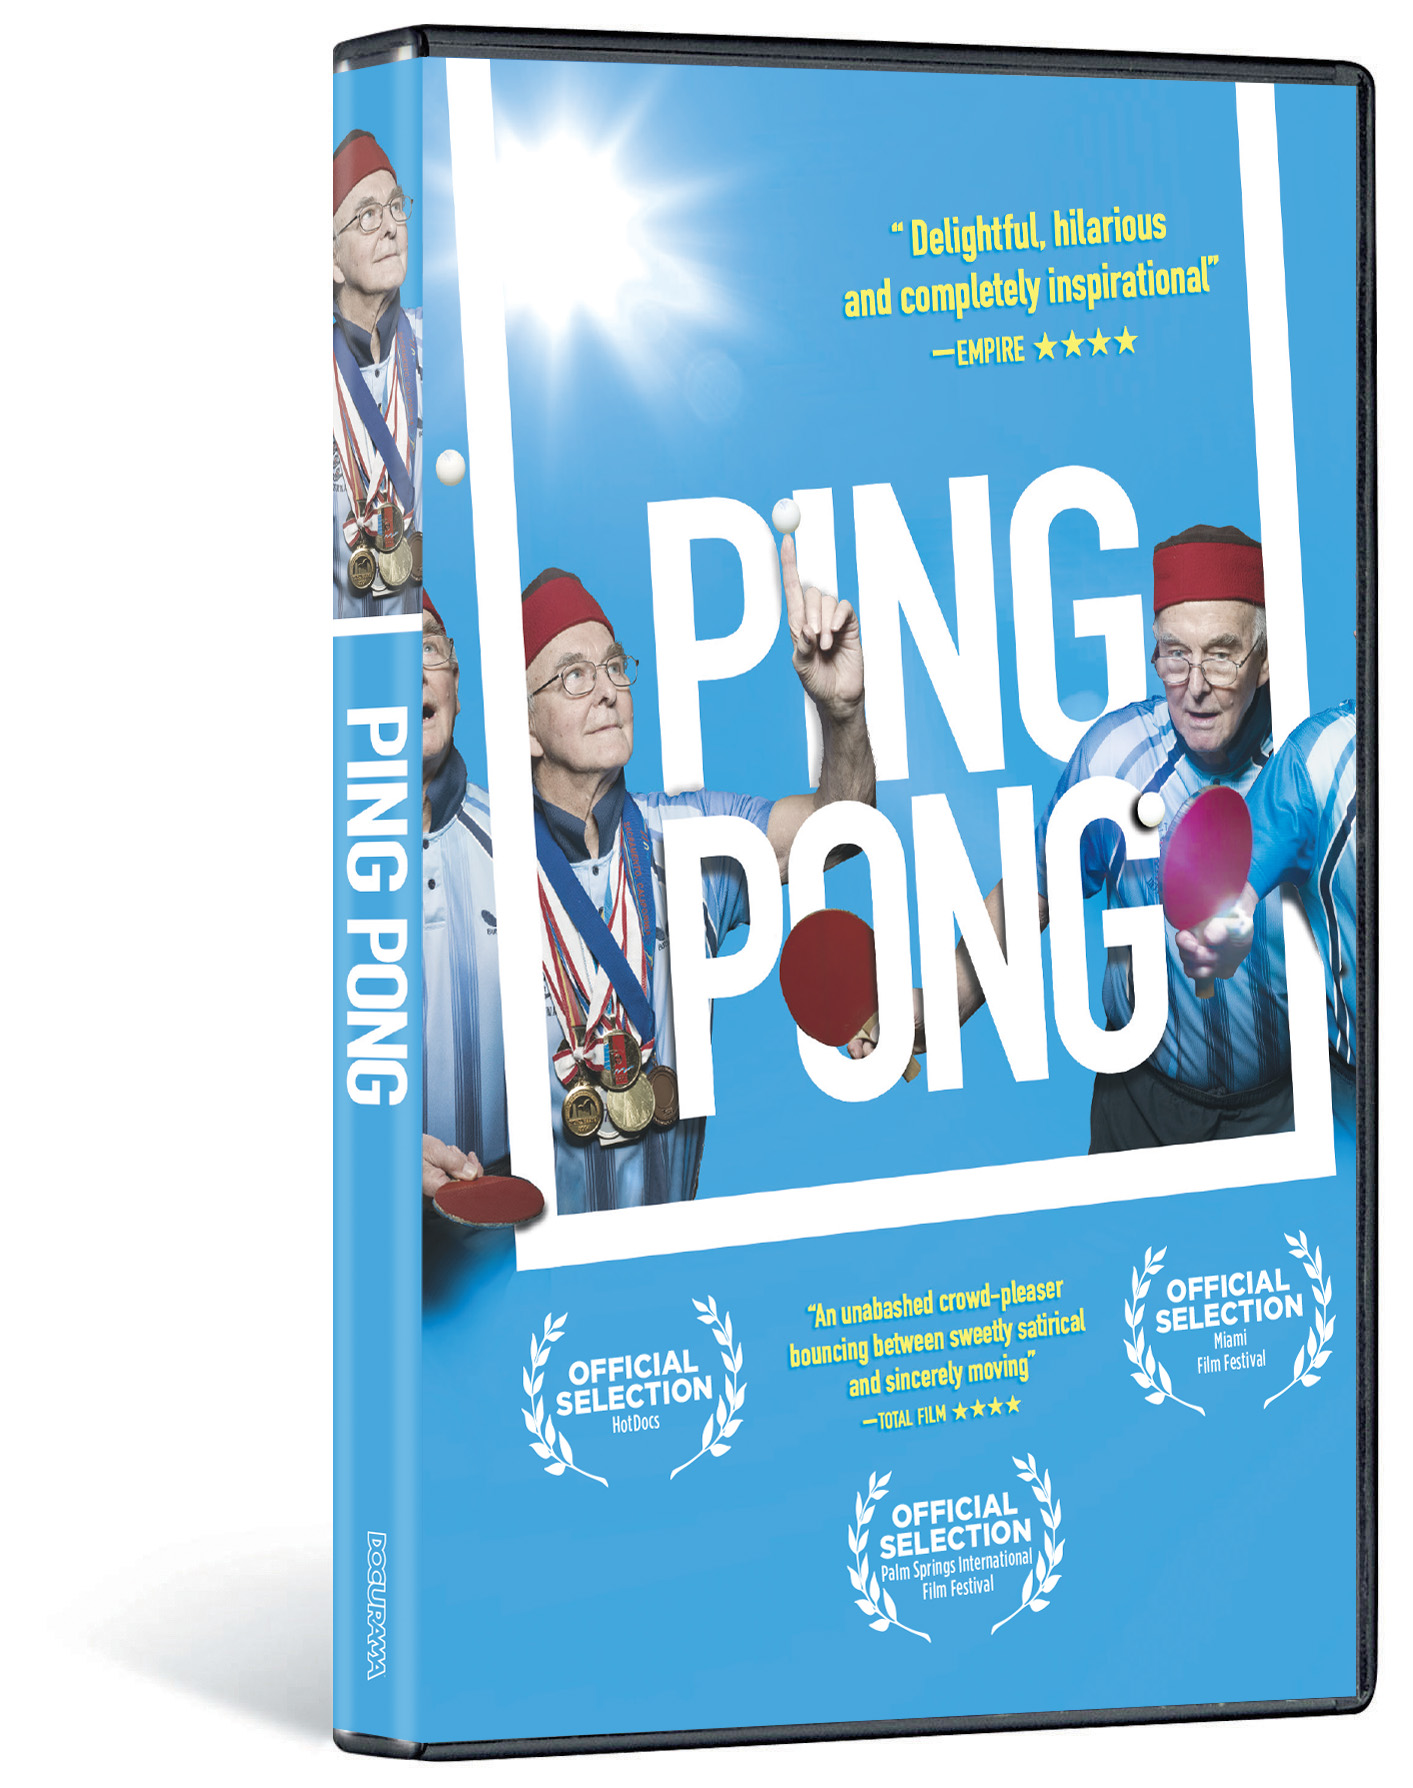 “Delightful, hilarious
and completely inspirational”
—EMPIRE ★★★★
PING
PONG
PING PONG
DOCURAMA
“An unabashed crowd-pleaser
bouncing between sweetly satirical
and sincerely moving”
—TOTAL FILM ★★★★
OFFICIAL
SELECTION
HotDocs
OFFICIAL
SELECTION
Miami
Film Festival
OFFICIAL
SELECTION
Palm Springs International
Film Festival